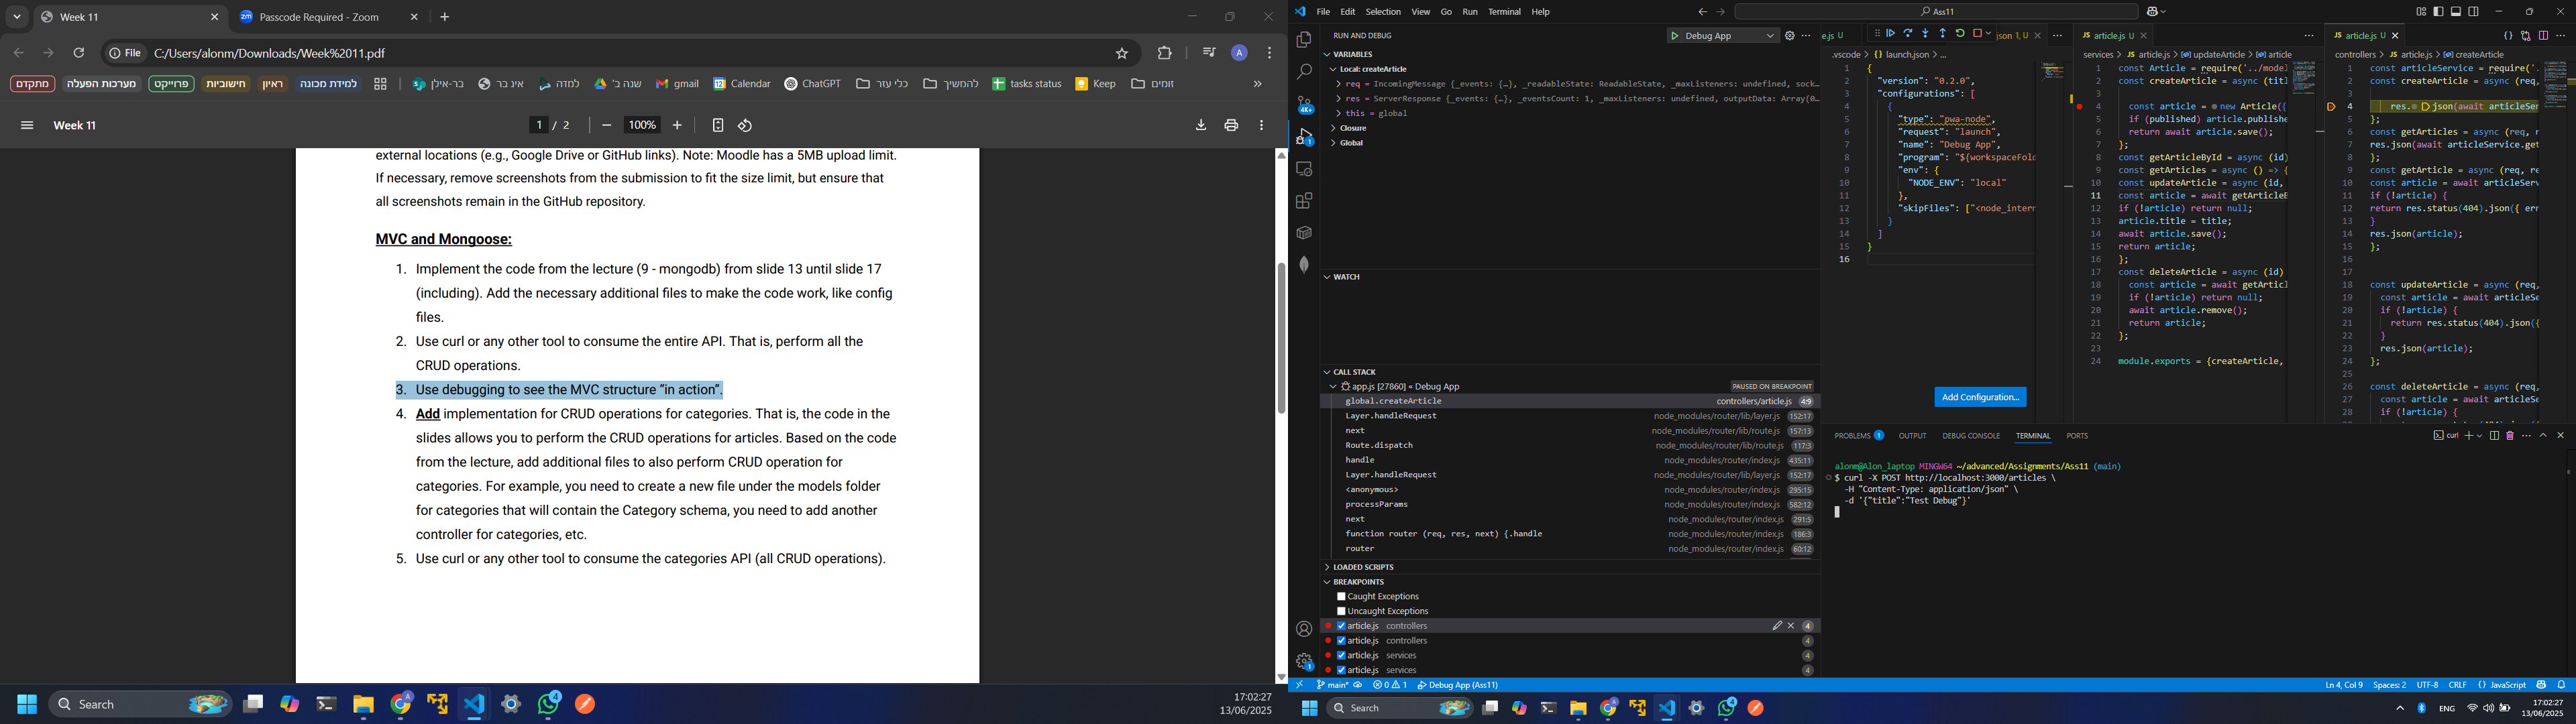 Week 11
Passcode Required - Zoom
File
C:/Users/alonm/Downloads/Week%2011.pdf
A
מתקדם
מערכות הפעלה
פרוייקט
חישוביות
ראיון
למידת מכונה
בר-אילן
אינ בר
למדה
שנה ב'
gmail
Calendar
ChatGPT
כלי עזר
להמשיך
tasks status
Keep
זומים
Week 11
1 / 2
100%
external locations (e.g., Google Drive or GitHub links). Note: Moodle has a 5MB upload limit.
If necessary, remove screenshots from the submission to fit the size limit, but ensure that
all screenshots remain in the GitHub repository.
MVC and Mongoose:
1. Implement the code from the lecture (9 - mongodb) from slide 13 until slide 17
(including). Add the necessary additional files to make the code work, like config
files.
2. Use curl or any other tool to consume the entire API. That is, perform all the
CRUD operations.
3. Use debugging to see the MVC structure “in action”.
4. Add implementation for CRUD operations for categories. That is, the code in the
slides allows you to perform the CRUD operations for articles. Based on the code
from the lecture, add additional files to also perform CRUD operation for
categories. For example, you need to create a new file under the models folder
for categories that will contain the Category schema, you need to add another
controller for categories, etc.
5. Use curl or any other tool to consume the categories API (all CRUD operations).
Search
17:02:27
13/06/2025
File Edit Selection View Go Run Terminal Help
Ass11
RUN AND DEBUG
Debug App
VARIABLES
Local: createArticle
req = IncomingMessage {_events: {…}, _readableState: ReadableState, _maxListeners: undefined, sock…
res = ServerResponse {_events: {…}, _eventsCount: 1, _maxListeners: undefined, outputData: Array(0…
this = global
Closure
Global
WATCH
CALL STACK
app.js [27860] « Debug App
PAUSED ON BREAKPOINT
global.createArticle controllers/article.js 4:9
Layer.handleRequest node_modules/router/lib/layer.js 152:17
next node_modules/router/lib/route.js 157:13
Route.dispatch node_modules/router/lib/route.js 117:3
handle node_modules/router/index.js 435:11
Layer.handleRequest node_modules/router/lib/layer.js 152:17
<anonymous> node_modules/router/index.js 295:15
processParams node_modules/router/index.js 582:12
next node_modules/router/index.js 291:5
function router (req, res, next) {.handle node_modules/router/index.js 186:3
router node_modules/router/index.js 60:12
LOADED SCRIPTS
BREAKPOINTS
Caught Exceptions
Uncaught Exceptions
article.js controllers 4
article.js controllers 4
article.js services 4
article.js services 4
e.js U
json 1, U
.vscode > {} launch.json > ...
1 {
2 "version": "0.2.0",
3 "configurations": [
4 {
5 "type": "pwa-node",
6 "request": "launch",
7 "name": "Debug App",
8 "program": "${workspaceFold
9 "env": {
10 "NODE_ENV": "local"
11 },
12 "skipFiles": ["<node_intern
13 }
14 ]
15 }
16
Add Configuration...
JS article.js U
services > JS article.js > updateArticle > article
1 const Article = require('../model
2 const createArticle = async (titl
3
4 const article = new Article({
5 if (published) article.publishe
6 return await article.save();
7 };
8 const getArticleById = async (id)
9 const getArticles = async () => {
10 const updateArticle = async (id,
11 const article = await getArticleB
12 if (!article) return null;
13 article.title = title;
14 await article.save();
15 return article;
16 };
17 const deleteArticle = async (id)
18 const article = await getArticl
19 if (!article) return null;
20 await article.remove();
21 return article;
22 };
23
24 module.exports = {createArticle,
JS article.js U
controllers > JS article.js > createArticle
1 const articleService = require('.
2 const createArticle = async (req,
3
4 res. json(await articleSer
5 };
6 const getArticles = async (req, r
7 res.json(await articleService.get
8 };
9 const getArticle = async (req, re
10 const article = await articleServ
11 if (!article) {
12 return res.status(404).json({ err
13 }
14 res.json(article);
15 };
16
17
18 const updateArticle = async (req,
19 const article = await articleSe
20 if (!article) {
21 return res.status(404).json({
22 }
23 res.json(article);
24 };
25
26 const deleteArticle = async (req,
27 const article = await articleSe
28 if (!article) {
PROBLEMS 1 OUTPUT DEBUG CONSOLE TERMINAL PORTS
curl
alonm@Alon_laptop MINGW64 ~/advanced/Assignments/Ass11 (main)
$ curl -X POST http://localhost:3000/articles \
-H "Content-Type: application/json" \
-d '{"title":"Test Debug"}'
main* 0 1 Debug App (Ass11)
Ln 4, Col 9 Spaces: 2 UTF-8 CRLF {} JavaScript
Search
ENG
17:02:27
13/06/2025